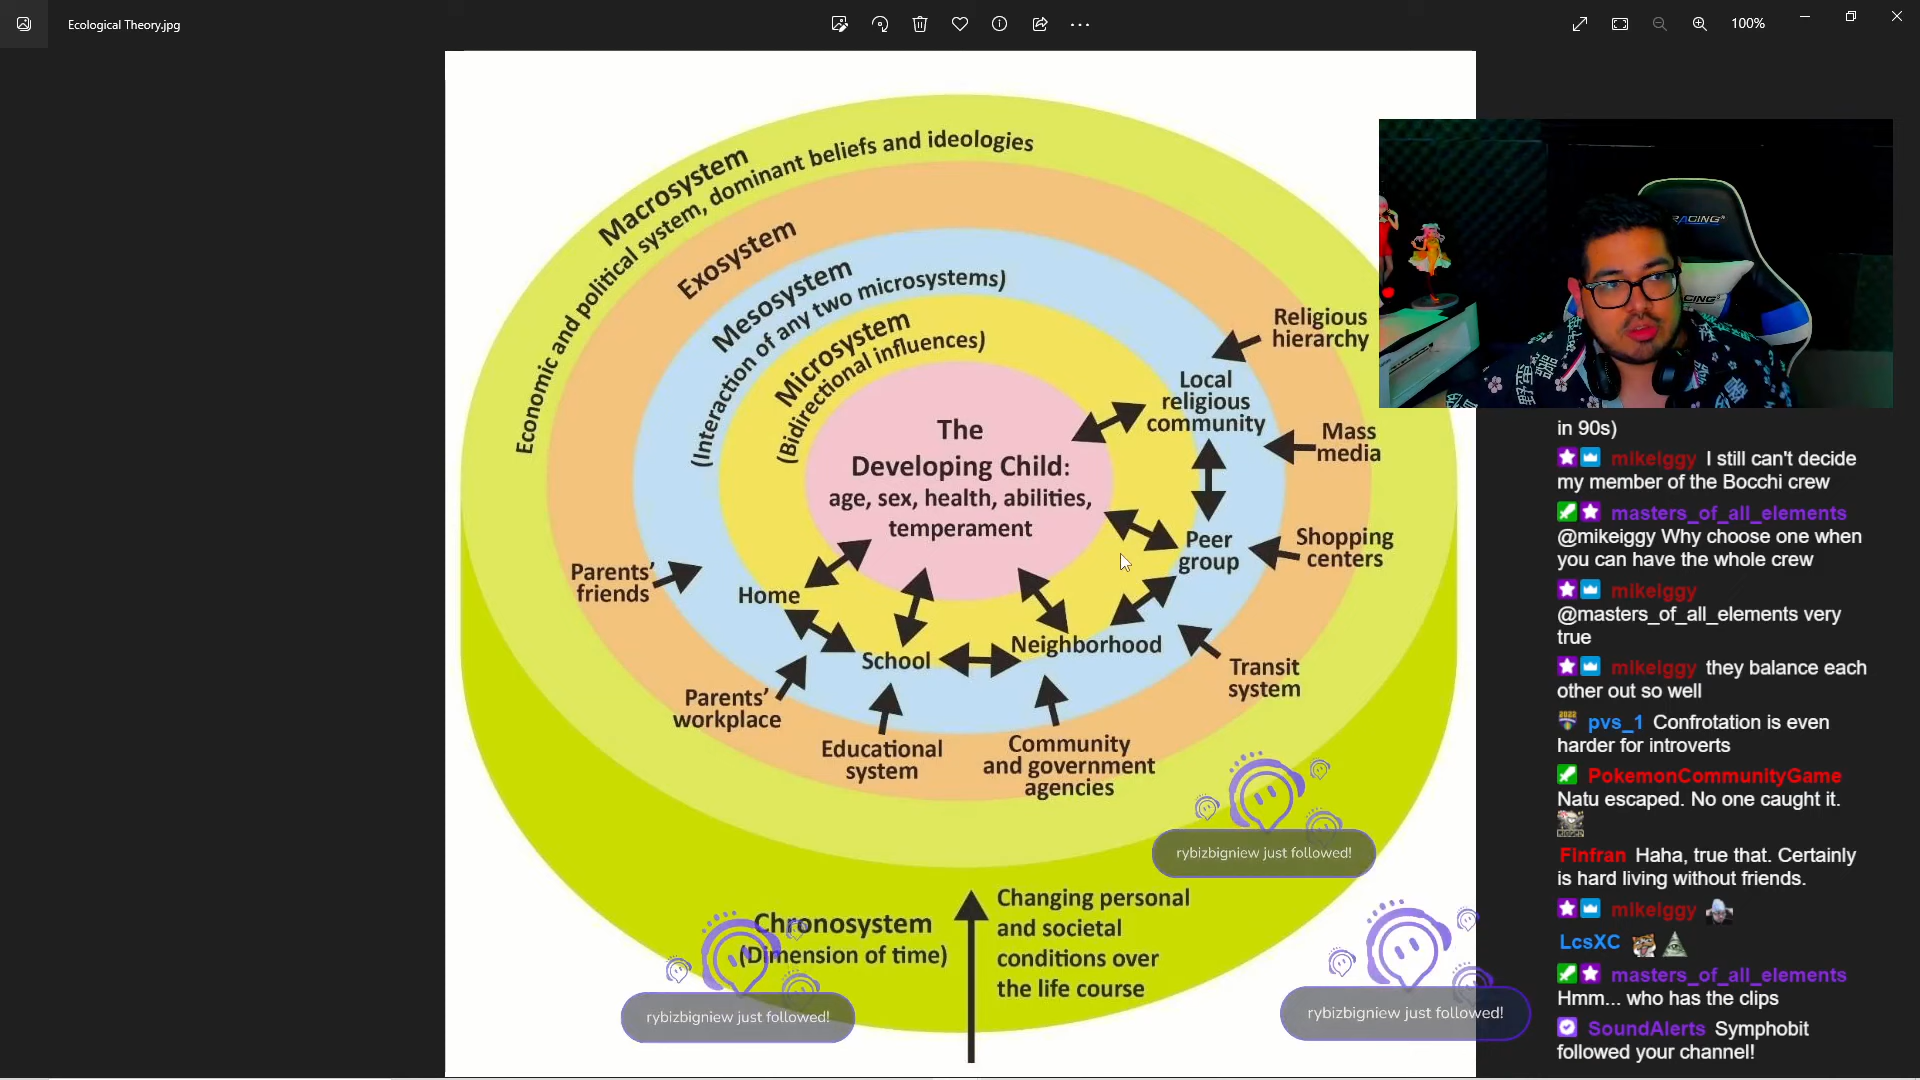 Ecological Theory.jpg
100%
Macrosystem
Economic and political system, dominant beliefs and ideologies
Exosystem
Mesosystem
(Interaction of any two microsystems)
Microsystem
(Bidirectional influences)
The
Developing Child:
age, sex, health, abilities,
temperament
Religious
hierarchy
Local
religious
community
Mass
media
Peer
group
Shopping
centers
Parents'
friends
Home
School
Neighborhood
Transit
system
Parents'
workplace
Educational
system
Community
and government
agencies
rybizbigniew just followed!
Chronosystem
(Dimension of time)
Changing personal
and societal
conditions over
the life course
rybizbigniew just followed!
rybizbigniew just followed!
RACING
CING
in 90s)
mikeiggy I still can't decide
my member of the Bocchi crew
masters_of_all_elements
@mikeiggy Why choose one when
you can have the whole crew
mikeiggy
@masters_of_all_elements very
true
mikeiggy they balance each
other out so well
pvs_1 Confrotation is even
harder for introverts
PokemonCommunityGame
Natu escaped. No one caught it.
Finfran Haha, true that. Certainly
is hard living without friends.
mikeiggy
LcsXC
masters_of_all_elements
Hmm... who has the clips
SoundAlerts Symphobit
followed your channel!